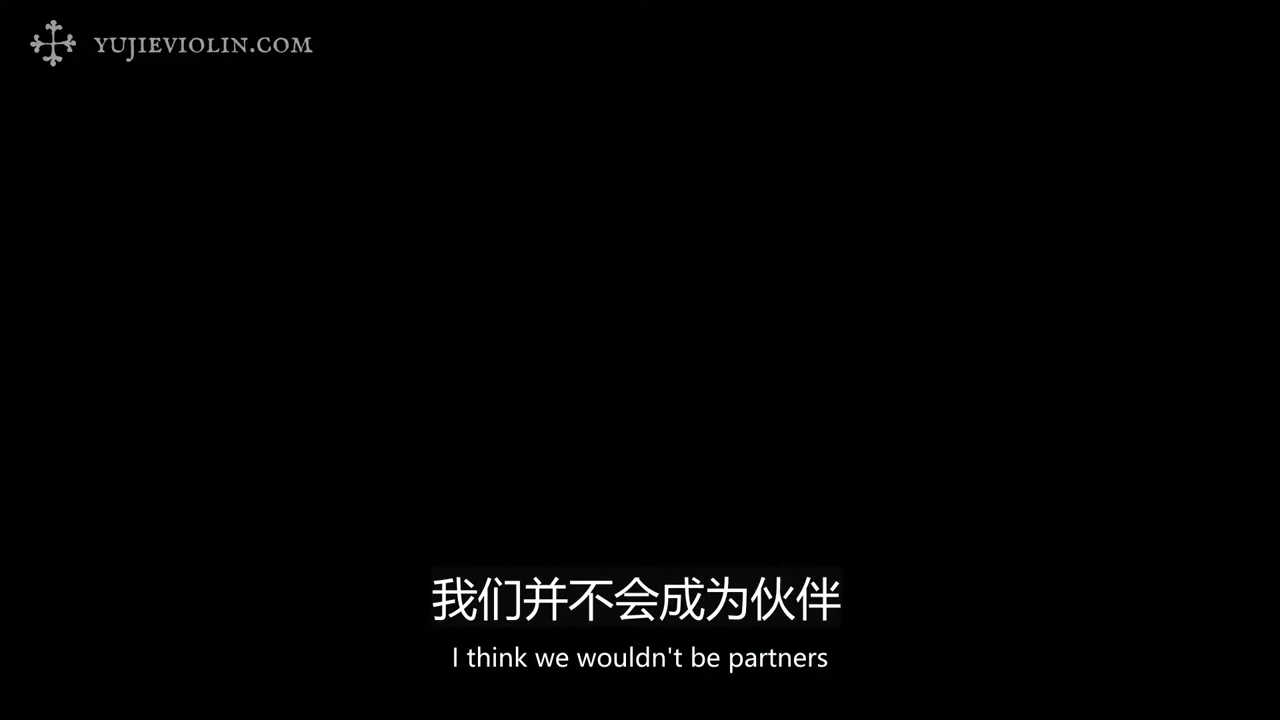 YUJIEVIOLIN.COM
我们并不会成为伙伴
I think we wouldn't be partners